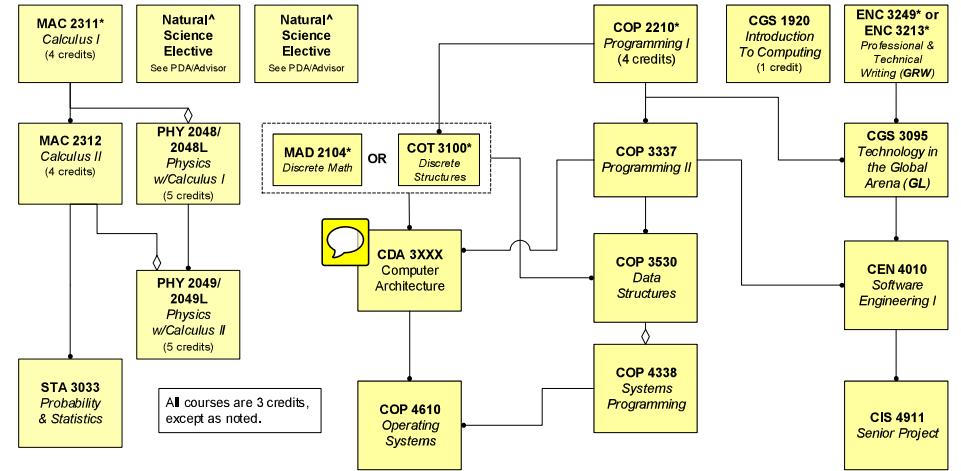 MAC 2311*
Calculus I
(4 credits)
Natural^
Science
Elective
See PDA/Advisor
Natural^
Science
Elective
See PDA/Advisor
COP 2210*
Programming I
(4 credits)
CGS 1920
Introduction
To Computing
(1 credit)
ENC 3249* or
ENC 3213*
Professional &
Technical
Writing (GRW)
MAC 2312
Calculus II
(4 credits)
PHY 2048/
2048L
Physics
w/Calculus I
(5 credits)
MAD 2104*
Discrete Math
OR
COT 3100*
Discrete
Structures
COP 3337
Programming II
CGS 3095
Technology in
the Global
Arena (GL)
CDA 3XXX
Computer
Architecture
COP 3530
Data
Structures
CEN 4010
Software
Engineering I
PHY 2049/
2049L
Physics
w/Calculus II
(5 credits)
STA 3033
Probability
& Statistics
All courses are 3 credits,
except as noted.
COP 4610
Operating
Systems
COP 4338
Systems
Programming
CIS 4911
Senior Project